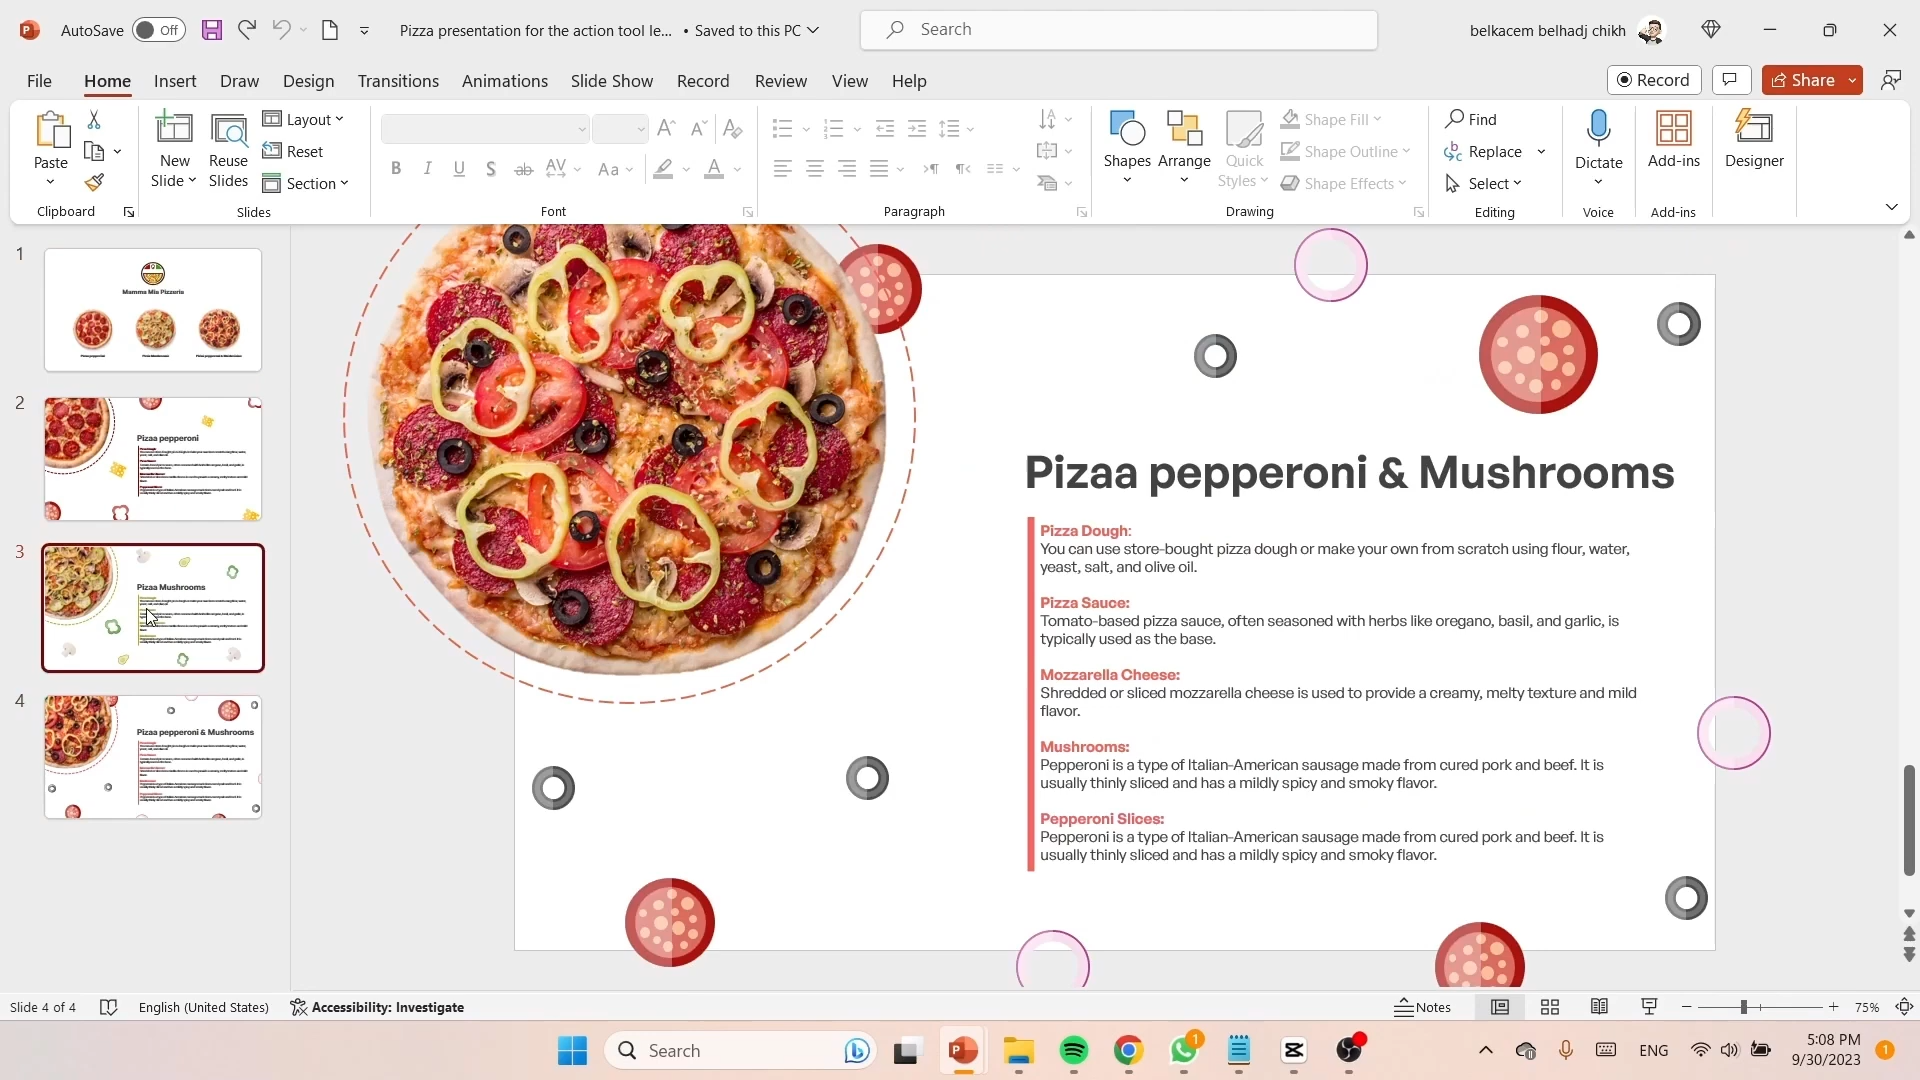 AutoSave Off
Pizza presentation for the action tool le... • Saved to this PC
Search
belkacem belhadj chikh
File Home Insert Draw Design Transitions Animations Slide Show Record Review View Help
Record
Share
Paste
Clipboard
New Slide
Reuse Slides
Layout
Reset
Section
Slides
B I U S ab AV Aa A
Font
Paragraph
Shapes
Arrange
Quick Styles
Shape Fill
Shape Outline
Shape Effects
Drawing
Find
Replace
Select
Editing
Dictate
Voice
Add-ins
Add-ins
Designer
1
Mamma Mia Pizzeria
2
Pizaa pepperoni
3
Pizaa Mushrooms
4
Pizaa pepperoni & Mushrooms
Pizaa pepperoni & Mushrooms
Pizza Dough:
You can use store-bought pizza dough or make your own from scratch using flour, water,
yeast, salt, and olive oil.
Pizza Sauce:
Tomato-based pizza sauce, often seasoned with herbs like oregano, basil, and garlic, is
typically used as the base.
Mozzarella Cheese:
Shredded or sliced mozzarella cheese is used to provide a creamy, melty texture and mild
flavor.
Mushrooms:
Pepperoni is a type of Italian-American sausage made from cured pork and beef. It is
usually thinly sliced and has a mildly spicy and smoky flavor.
Pepperoni Slices:
Pepperoni is a type of Italian-American sausage made from cured pork and beef. It is
usually thinly sliced and has a mildly spicy and smoky flavor.
Slide 4 of 4
English (United States)
Accessibility: Investigate
Notes
75%
Search
1
ENG
5:08 PM
9/30/2023
1